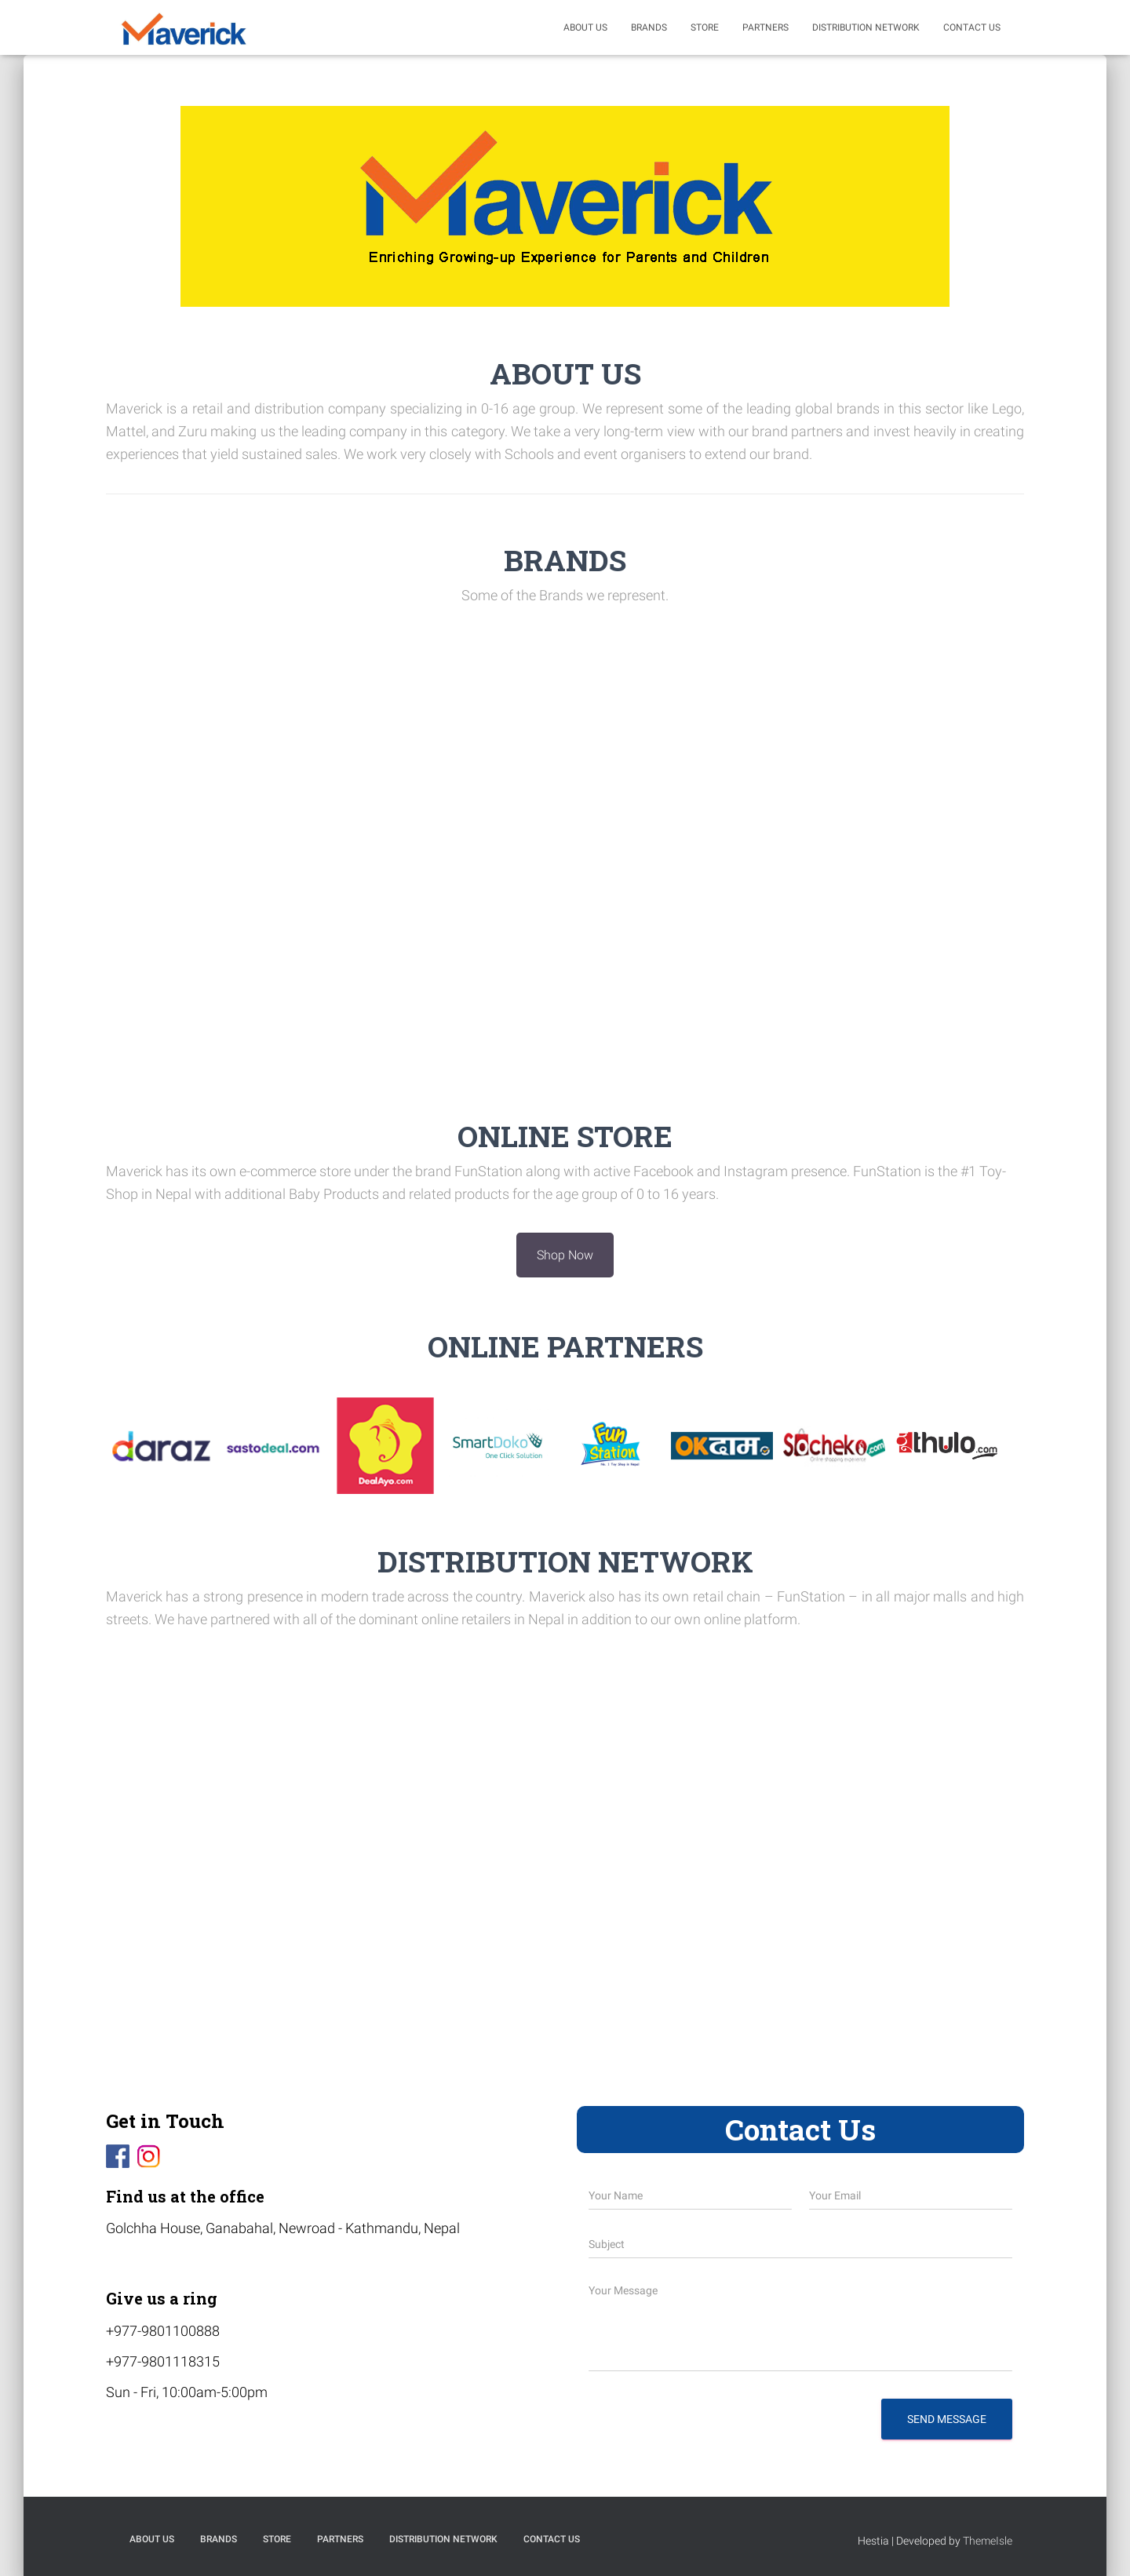 Maverick
ABOUT US
BRANDS
STORE
PARTNERS
DISTRIBUTION NETWORK
CONTACT US
Maverick
Enriching Growing-up Experience for Parents and Children
ABOUT US
Maverick is a retail and distribution company specializing in 0-16 age group. We represent some of the leading global brands in this sector like Lego,
Mattel, and Zuru making us the leading company in this category. We take a very long-term view with our brand partners and invest heavily in creating
experiences that yield sustained sales. We work very closely with Schools and event organisers to extend our brand.
BRANDS
Some of the Brands we represent.
ONLINE STORE
Maverick has its own e-commerce store under the brand FunStation along with active Facebook and Instagram presence. FunStation is the #1 Toy-
Shop in Nepal with additional Baby Products and related products for the age group of 0 to 16 years.
Shop Now
ONLINE PARTNERS
daraz
sastodeal.com
DealAyo.com
SmartDoko
One Click Solution
Fun
Station
No. 1 Toy Store in Nepal
OKदाम
Socheko.com
Online shopping experience
thulo.com
DISTRIBUTION NETWORK
Maverick has a strong presence in modern trade across the country. Maverick also has its own retail chain – FunStation – in all major malls and high
streets. We have partnered with all of the dominant online retailers in Nepal in addition to our own online platform.
Get in Touch
Find us at the office
Golchha House, Ganabahal, Newroad - Kathmandu, Nepal
Give us a ring
+977-9801100888
+977-9801118315
Sun - Fri, 10:00am-5:00pm
Contact Us
Your Name
Your Email
Subject
Your Message
SEND MESSAGE
ABOUT US
BRANDS
STORE
PARTNERS
DISTRIBUTION NETWORK
CONTACT US
Hestia | Developed by ThemeIsle